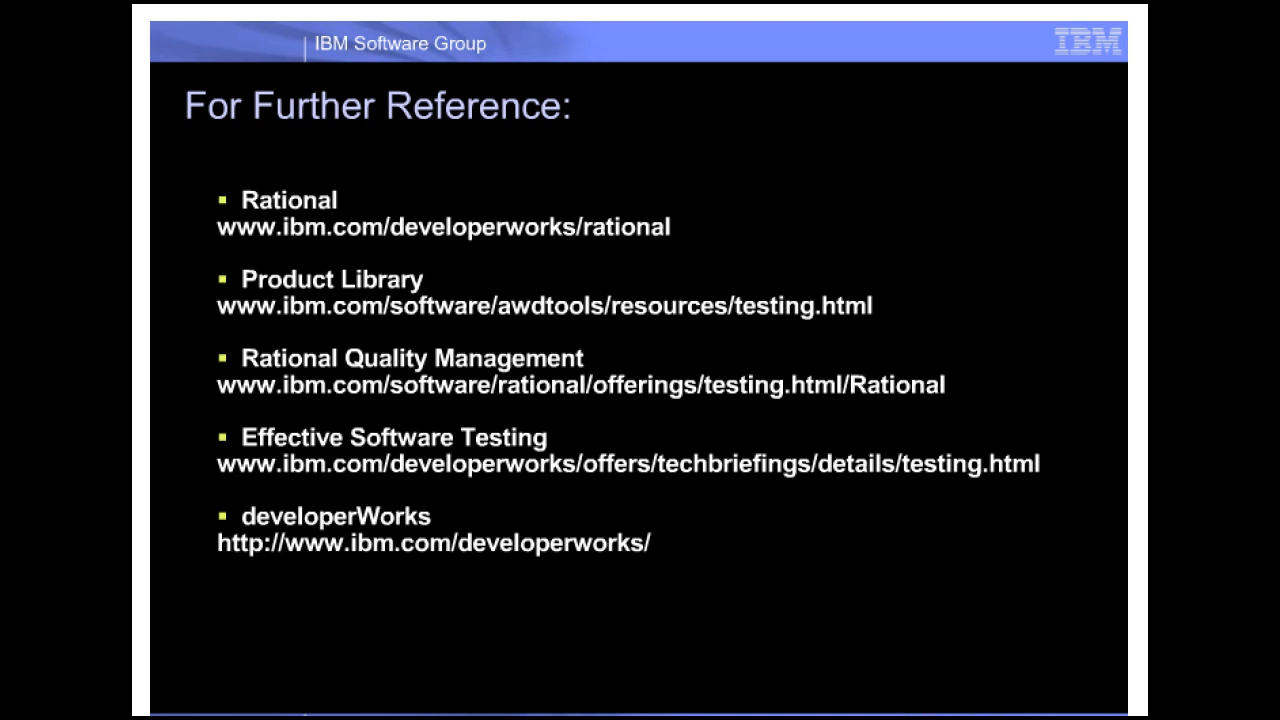 IBM Software Group
IBM
For Further Reference:
▪ Rational
www.ibm.com/developerworks/rational
▪ Product Library
www.ibm.com/software/awdtools/resources/testing.html
▪ Rational Quality Management
www.ibm.com/software/rational/offerings/testing.html/Rational
▪ Effective Software Testing
www.ibm.com/developerworks/offers/techbriefings/details/testing.html
▪ developerWorks
http://www.ibm.com/developerworks/